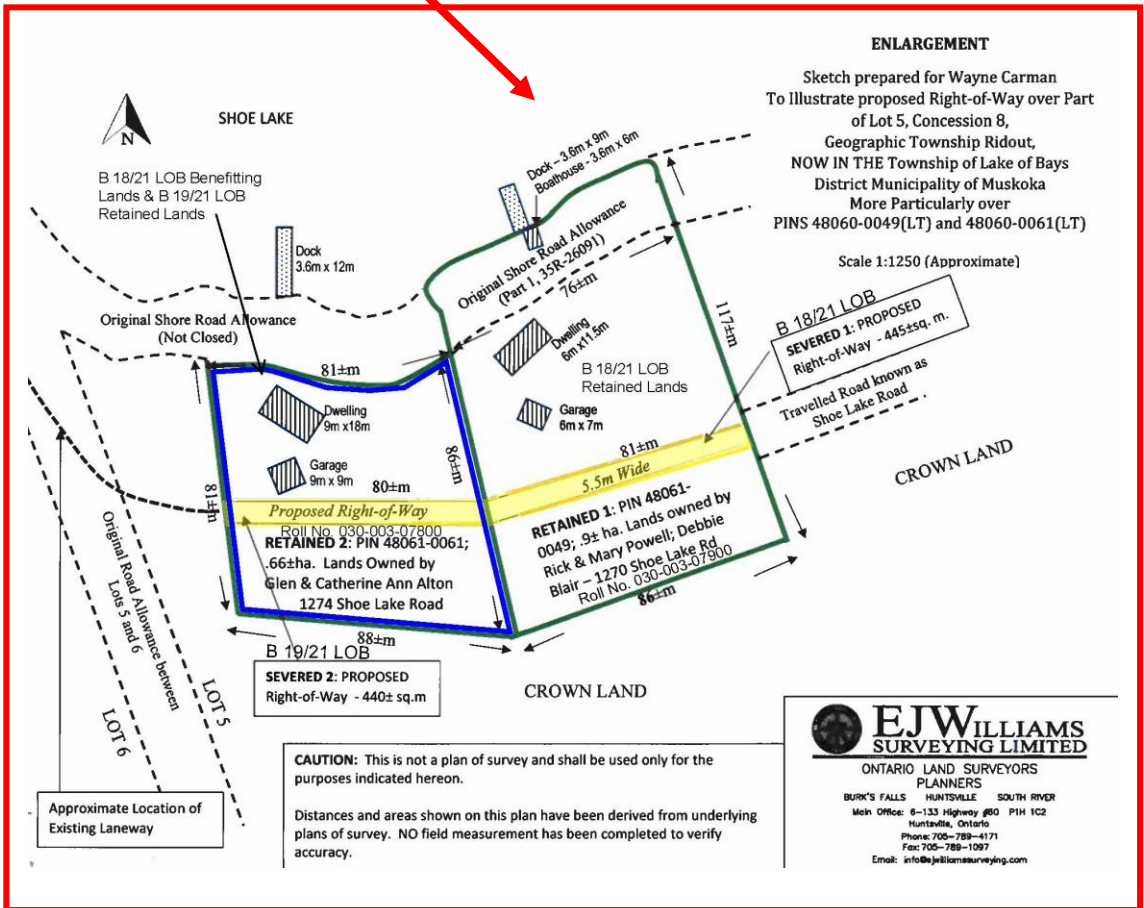 ENLARGEMENT
Sketch prepared for Wayne Carman
To Illustrate proposed Right-of-Way over Part
of Lot 5, Concession 8,
Geographic Township Ridout,
NOW IN THE Township of Lake of Bays
District Municipality of Muskoka
More Particularly over
PINS 48060-0049(LT) and 48060-0061(LT)
Scale 1:1250 (Approximate)
N
SHOE LAKE
B 18/21 LOB Benefitting
Lands & B 19/21 LOB
Retained Lands
Dock
3.6m x 12m
Dock – 3.6m x 9m
Boathouse - 3.6m x 6m
Original Shore Road Allowance
(Not Closed)
Original Shore Road Allowance
(Part 1, 35R-26091)
76±m
117±m
81±m
Dwelling
6m x11.5m
B 18/21 LOB
Retained Lands
Garage
6m x 7m
B 18/21 LOB
SEVERED 1: PROPOSED
Right-of-Way - 445±sq. m.
Travelled Road known as
Shoe Lake Road
CROWN LAND
Dwelling
9m x18m
Garage
9m x 9m
86±m
81±m
80±m
81±m
5.5m Wide
Proposed Right-of-Way
Roll No. 030-003-07800
RETAINED 2: PIN 48061-0061;
.66±ha. Lands Owned by
Glen & Catherine Ann Alton
1274 Shoe Lake Road
RETAINED 1: PIN 48061-
0049; .9± ha. Lands owned by
Rick & Mary Powell; Debbie
Blair – 1270 Shoe Lake Rd
Roll No. 030-003-07900
86±m
88±m
Original Road Allowance between
Lots 5 and 6
LOT 5
LOT 6
B 19/21 LOB
SEVERED 2: PROPOSED
Right-of-Way - 440± sq.m
CROWN LAND
Approximate Location of
Existing Laneway
CAUTION: This is not a plan of survey and shall be used only for the
purposes indicated hereon.
Distances and areas shown on this plan have been derived from underlying
plans of survey. NO field measurement has been completed to verify
accuracy.
EJWILLIAMS
SURVEYING LIMITED
ONTARIO LAND SURVEYORS
PLANNERS
BURK'S FALLS HUNTSVILLE SOUTH RIVER
Main Office: 6-133 Highway #60 P1H 1C2
Huntsville, Ontario
Phone: 705-789-4171
Fax: 705-789-1097
Email: info@ejwilliamssurveying.com